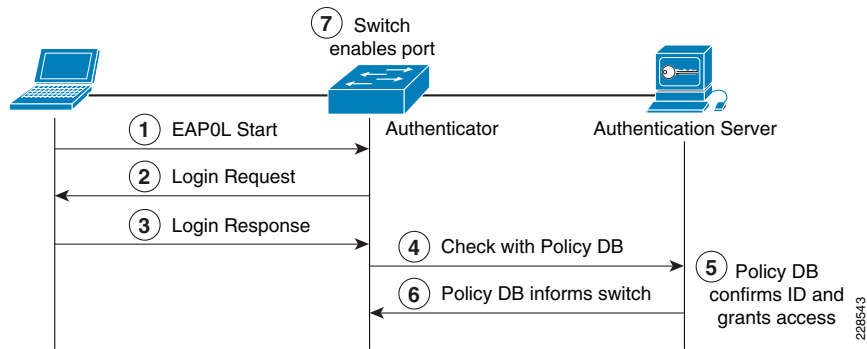 7 Switch
enables port
Authenticator
Authentication Server
1 EAP0L Start
2 Login Request
3 Login Response
4 Check with Policy DB
5 Policy DB
confirms ID and
grants access
6 Policy DB informs switch
228543